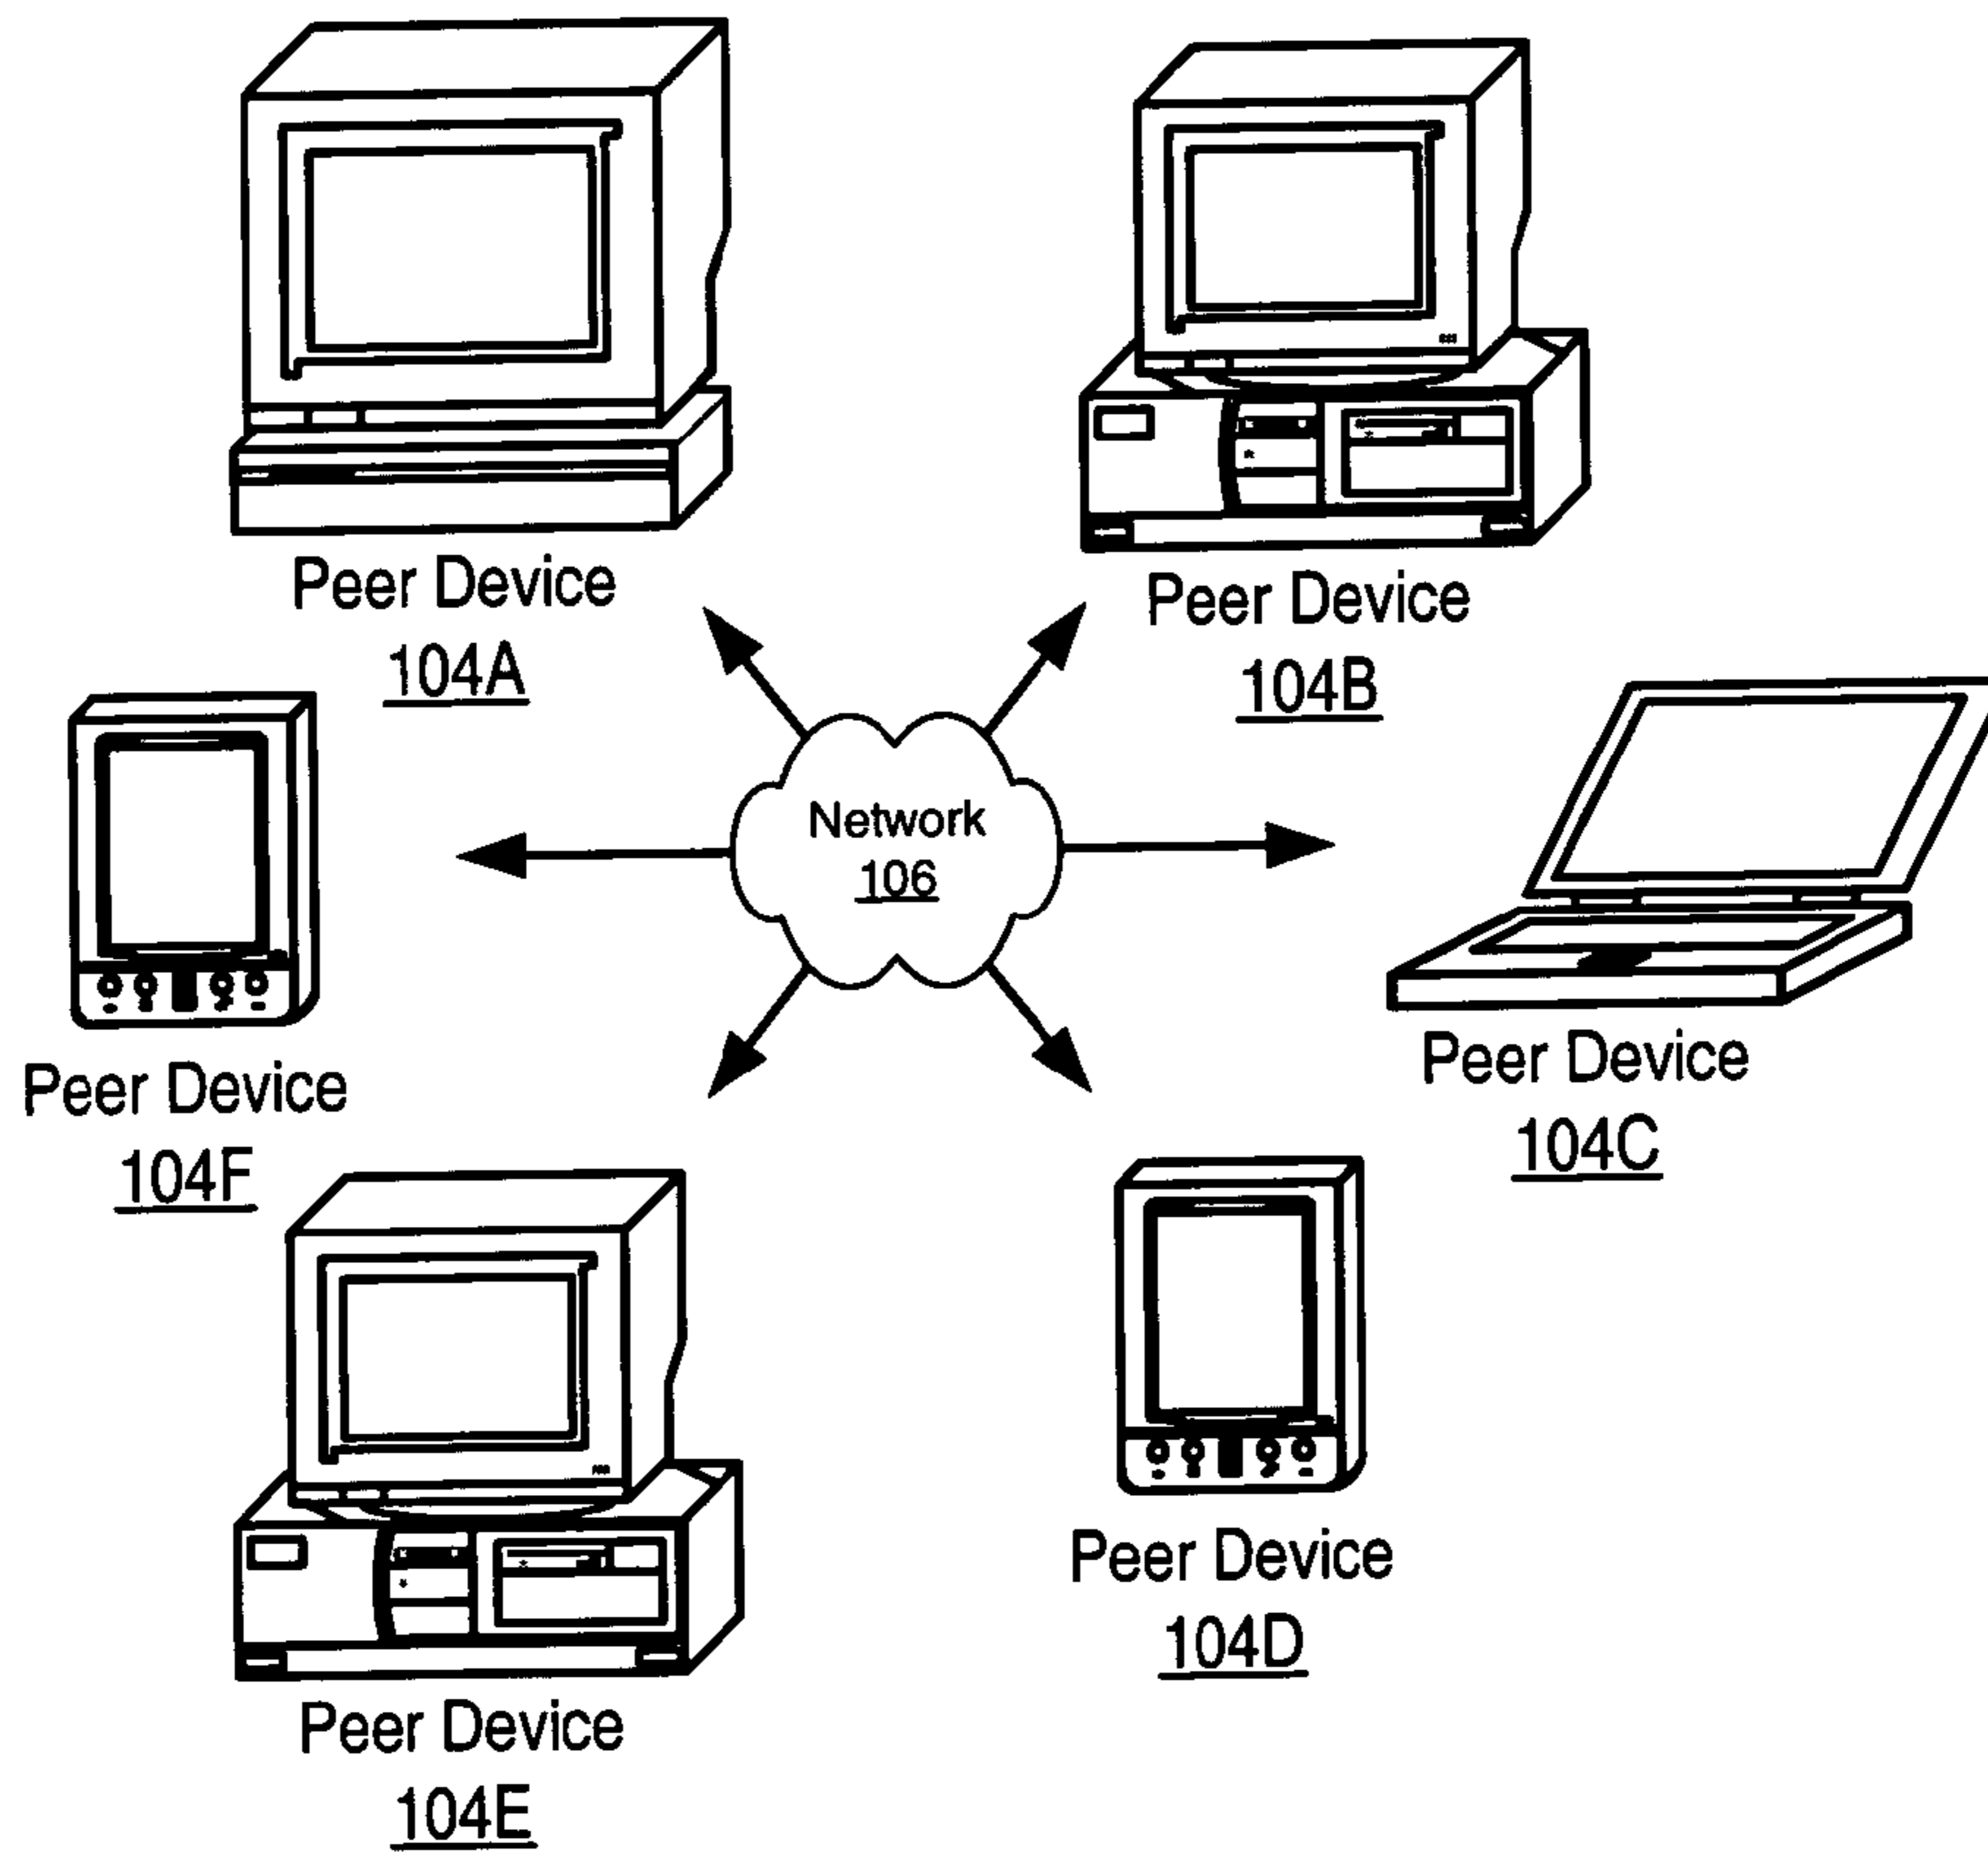 Peer Device
104A
Peer Device
104B
Network
106
Peer Device
104F
Peer Device
104C
Peer Device
104D
Peer Device
104E